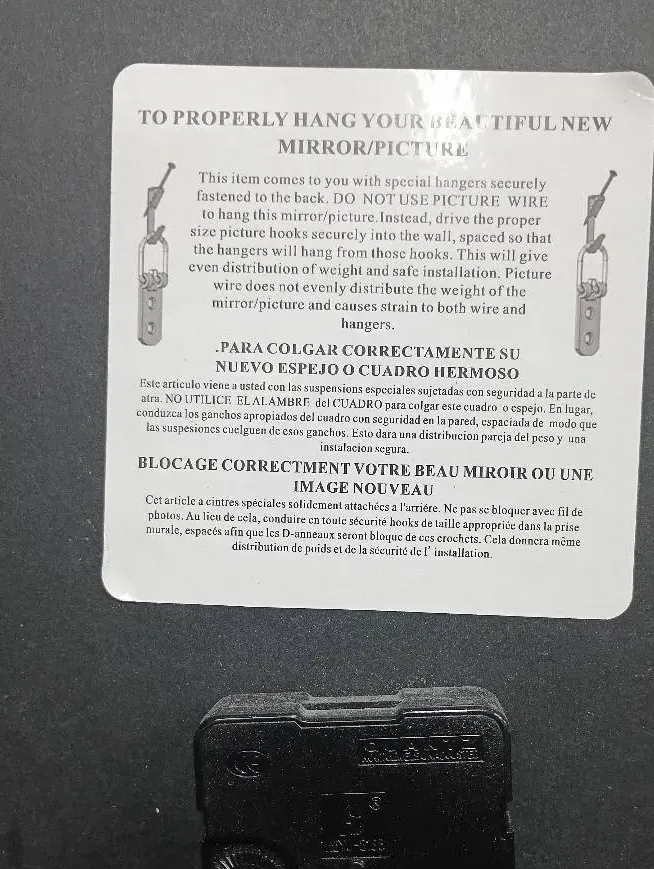 TO PROPERLY HANG YOUR BEAUTIFUL NEW
MIRROR/PICTURE
This item comes to you with special hangers securely
fastened to the back. DO NOT USE PICTURE WIRE
to hang this mirror/picture.Instead, drive the proper
size picture hooks securely into the wall, spaced so that
the hangers will hang from those hooks. This will give
even distribution of weight and safe installation. Picture
wire does not evenly distribute the weight of the
mirror/picture and causes strain to both wire and
hangers.
.PARA COLGAR CORRECTAMENTE SU
NUEVO ESPEJO O CUADRO HERMOSO
Este articulo viene a usted con las suspensions especiales sujetadas con seguridad a la parte de
atra. NO UTILICE EL ALAMBRE del CUADRO para colgar este cuadro o espejo. En lugar,
conduzca los ganchos apropiados del cuadro con seguridad en la pared, espaciada de modo que
las suspesiones cuelguen de esos ganchos. Esto dara una distribucion pareja del peso y una
instalacion segura.
BLOCAGE CORRECTMENT VOTRE BEAU MIROIR OU UNE
IMAGE NOUVEAU
Cet article a cintres spéciales solidement attachées a l'arriére. Ne pas se bloquer avec fil de
photos. Au lieu de cela, conduire en toute sécurité hooks de taille appropriée dans la prise
murale, espacés afin que les D-anneaux seront bloque de ces crochets. Cela donnera même
distribution de poids et de la sécurité de l' installation.